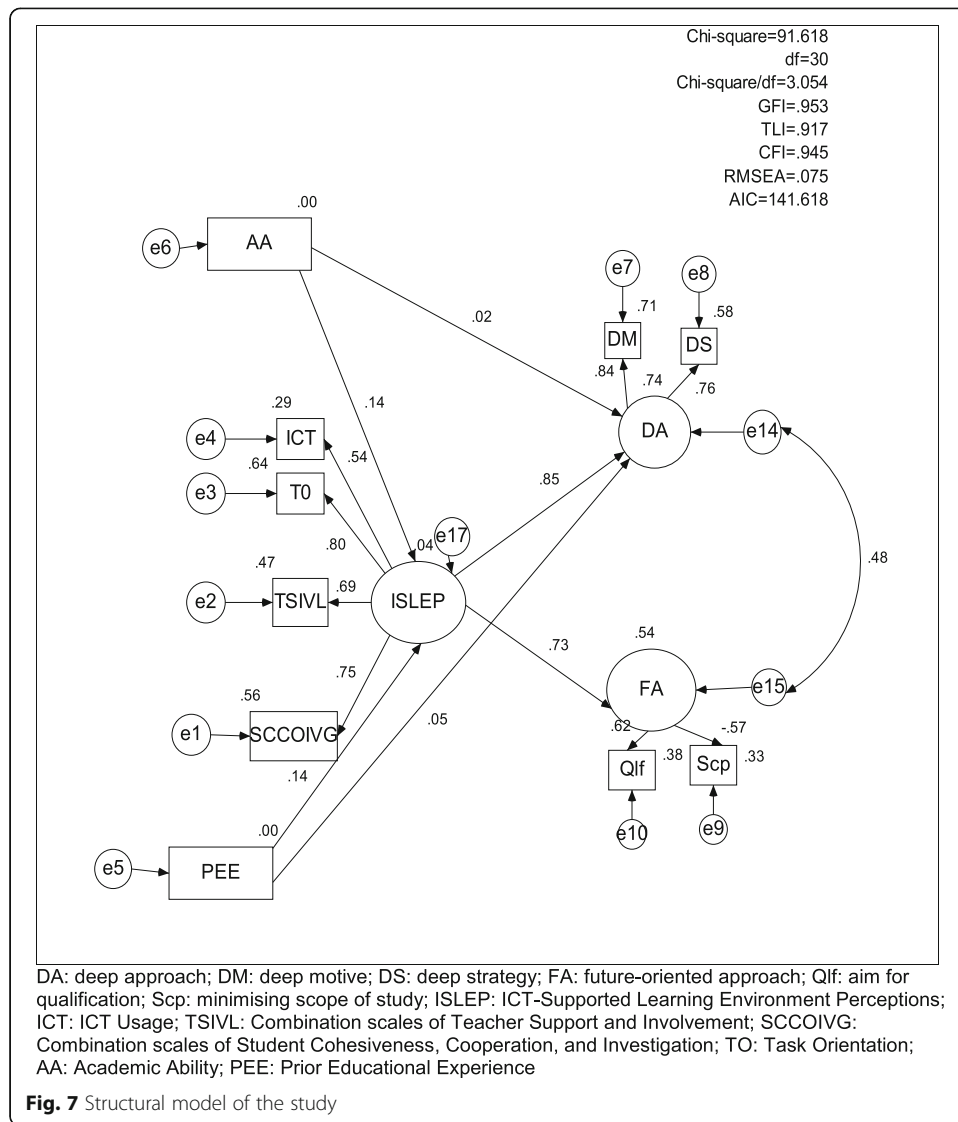 Chi-square=91.618
df=30
Chi-square/df=3.054
GFI=.953
TLI=.917
CFI=.945
RMSEA=.075
AIC=141.618
.00
e6
AA
e7
e8
.02
.71
.58
DM
DS
.84
.74
.76
.14
.29
DA
e14
e4
ICT
.54
.64
e3
T0
.85
.80
.04
e17
.48
.47
.69
e2
TSIVL
ISLEP
.73
.54
.75
.56
FA
e15
e1
SCCOIVG
.05
.62
-.57
.14
Qlf
.38
Scp
.33
.00
e10
e9
e5
PEE
DA: deep approach; DM: deep motive; DS: deep strategy; FA: future-oriented approach; Qlf: aim for
qualification; Scp: minimising scope of study; ISLEP: ICT-Supported Learning Environment Perceptions;
ICT: ICT Usage; TSIVL: Combination scales of Teacher Support and Involvement; SCCOIVG:
Combination scales of Student Cohesiveness, Cooperation, and Investigation; TO: Task Orientation;
AA: Academic Ability; PEE: Prior Educational Experience
Fig. 7 Structural model of the study